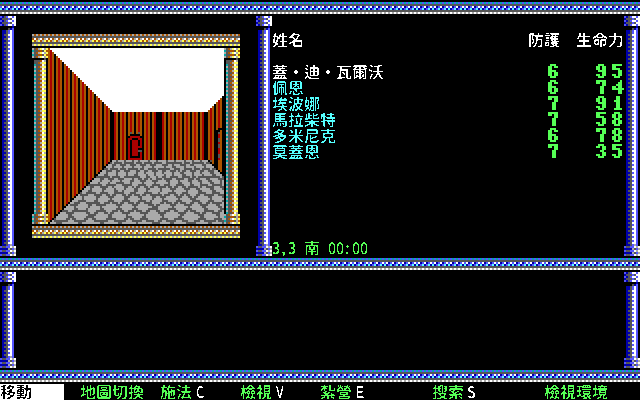 姓名 防護 生命力
蓋·迪·瓦爾沃 6 95
佩恩 6 74
埃波娜 7 91
馬拉柴特 7 58
多米尼克 6 78
莫蓋恩 7 35
3,3 南 00:00
移動 地圖切換 施法 C 檢視 V 紮營 E 搜索 S 檢視環境